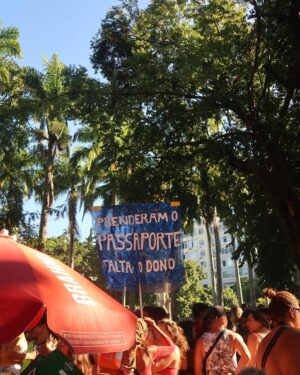 PRENDERAM O
PASSAPORTE
FALTA O DONO